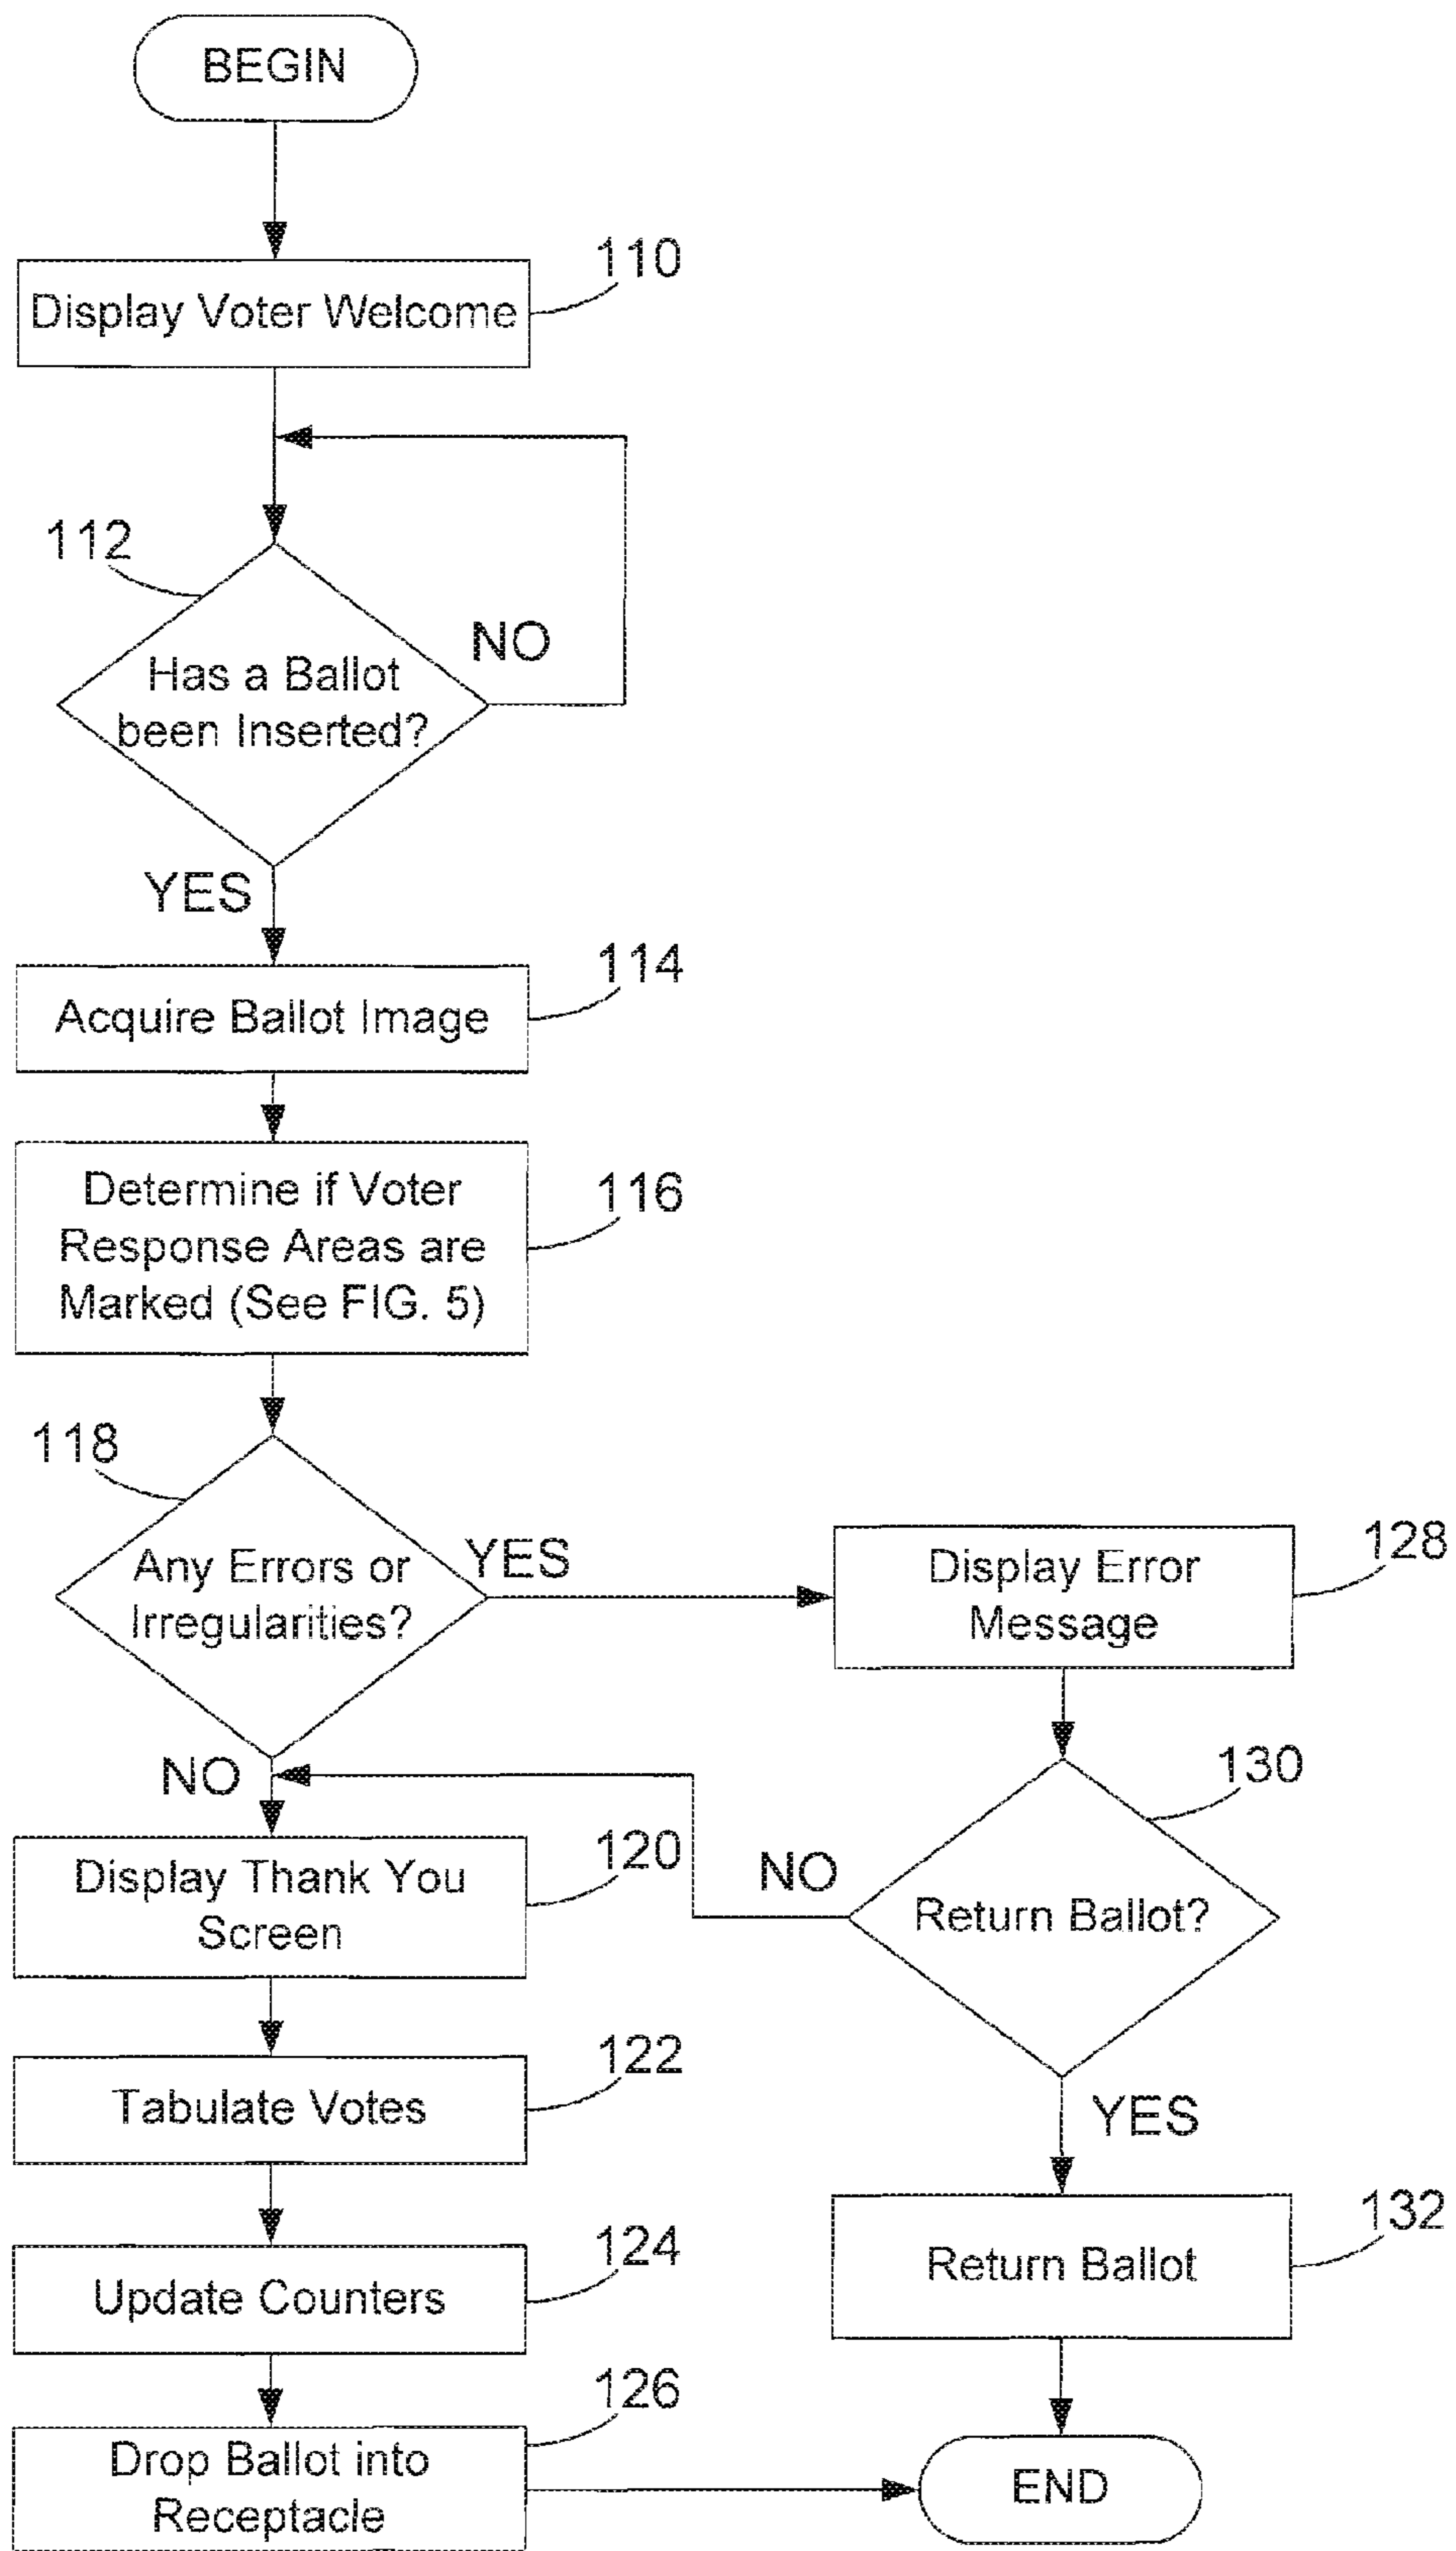 BEGIN
110
Display Voter Welcome
112
NO
Has a Ballot
been Inserted?
YES
114
Acquire Ballot Image
116
Determine if Voter
Response Areas are
Marked (See FIG. 5)
118
Any Errors or
Irregularities?
YES
128
Display Error
Message
NO
130
Return Ballot?
NO
120
Display Thank You
Screen
122
Tabulate Votes
YES
132
Return Ballot
124
Update Counters
126
Drop Ballot into
Receptacle
END